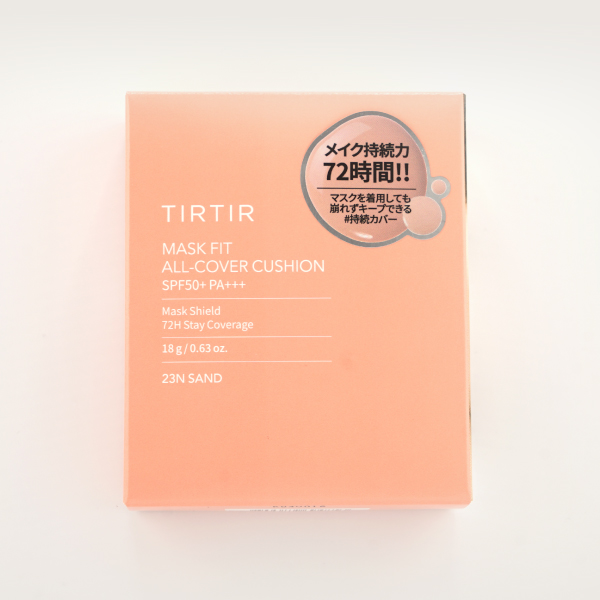 メイク持続力
72時間!!
マスクを着用しても
崩れずキープできる
#持続カバー
TIRTIR
MASK FIT
ALL-COVER CUSHION
SPF50+ PA+++
Mask Shield
72H Stay Coverage
18 g / 0.63 oz.
23N SAND